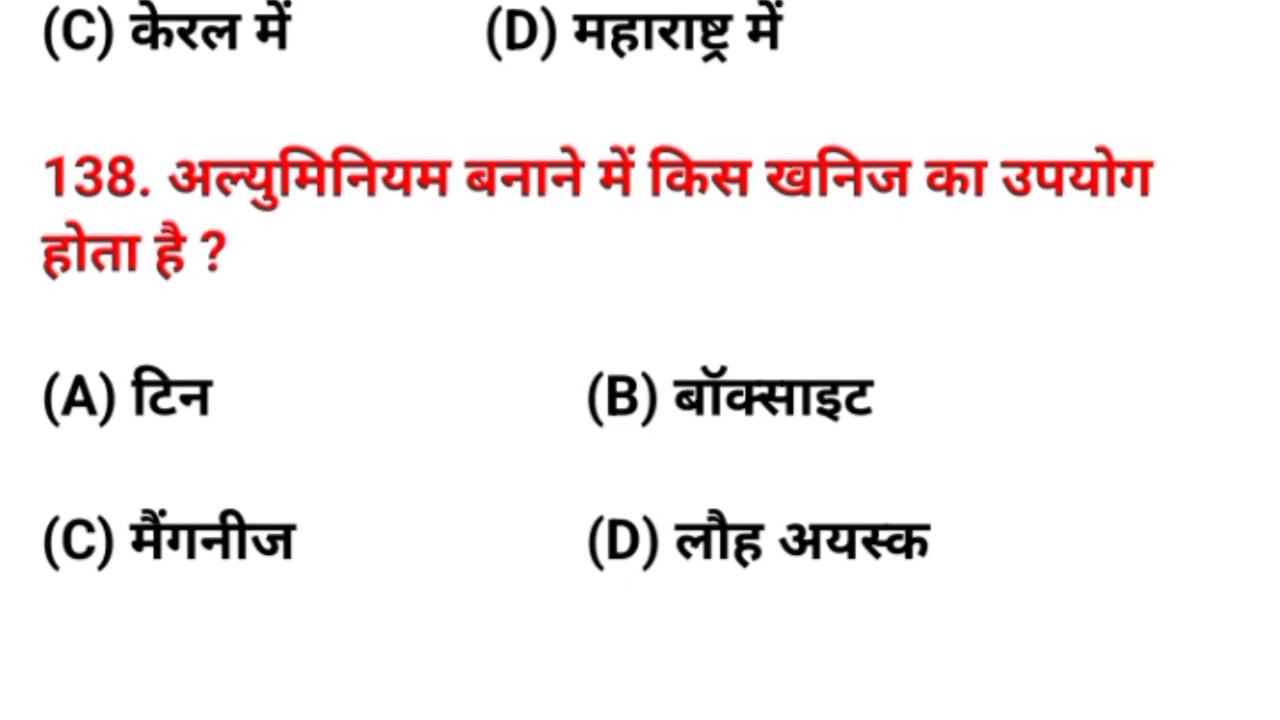 (C) केरल में (D) महाराष्ट्र में
138. अल्युमिनियम बनाने में किस खनिज का उपयोग
होता है ?
(A) टिन (B) बॉक्साइट
(C) मैंगनीज (D) लौह अयस्क